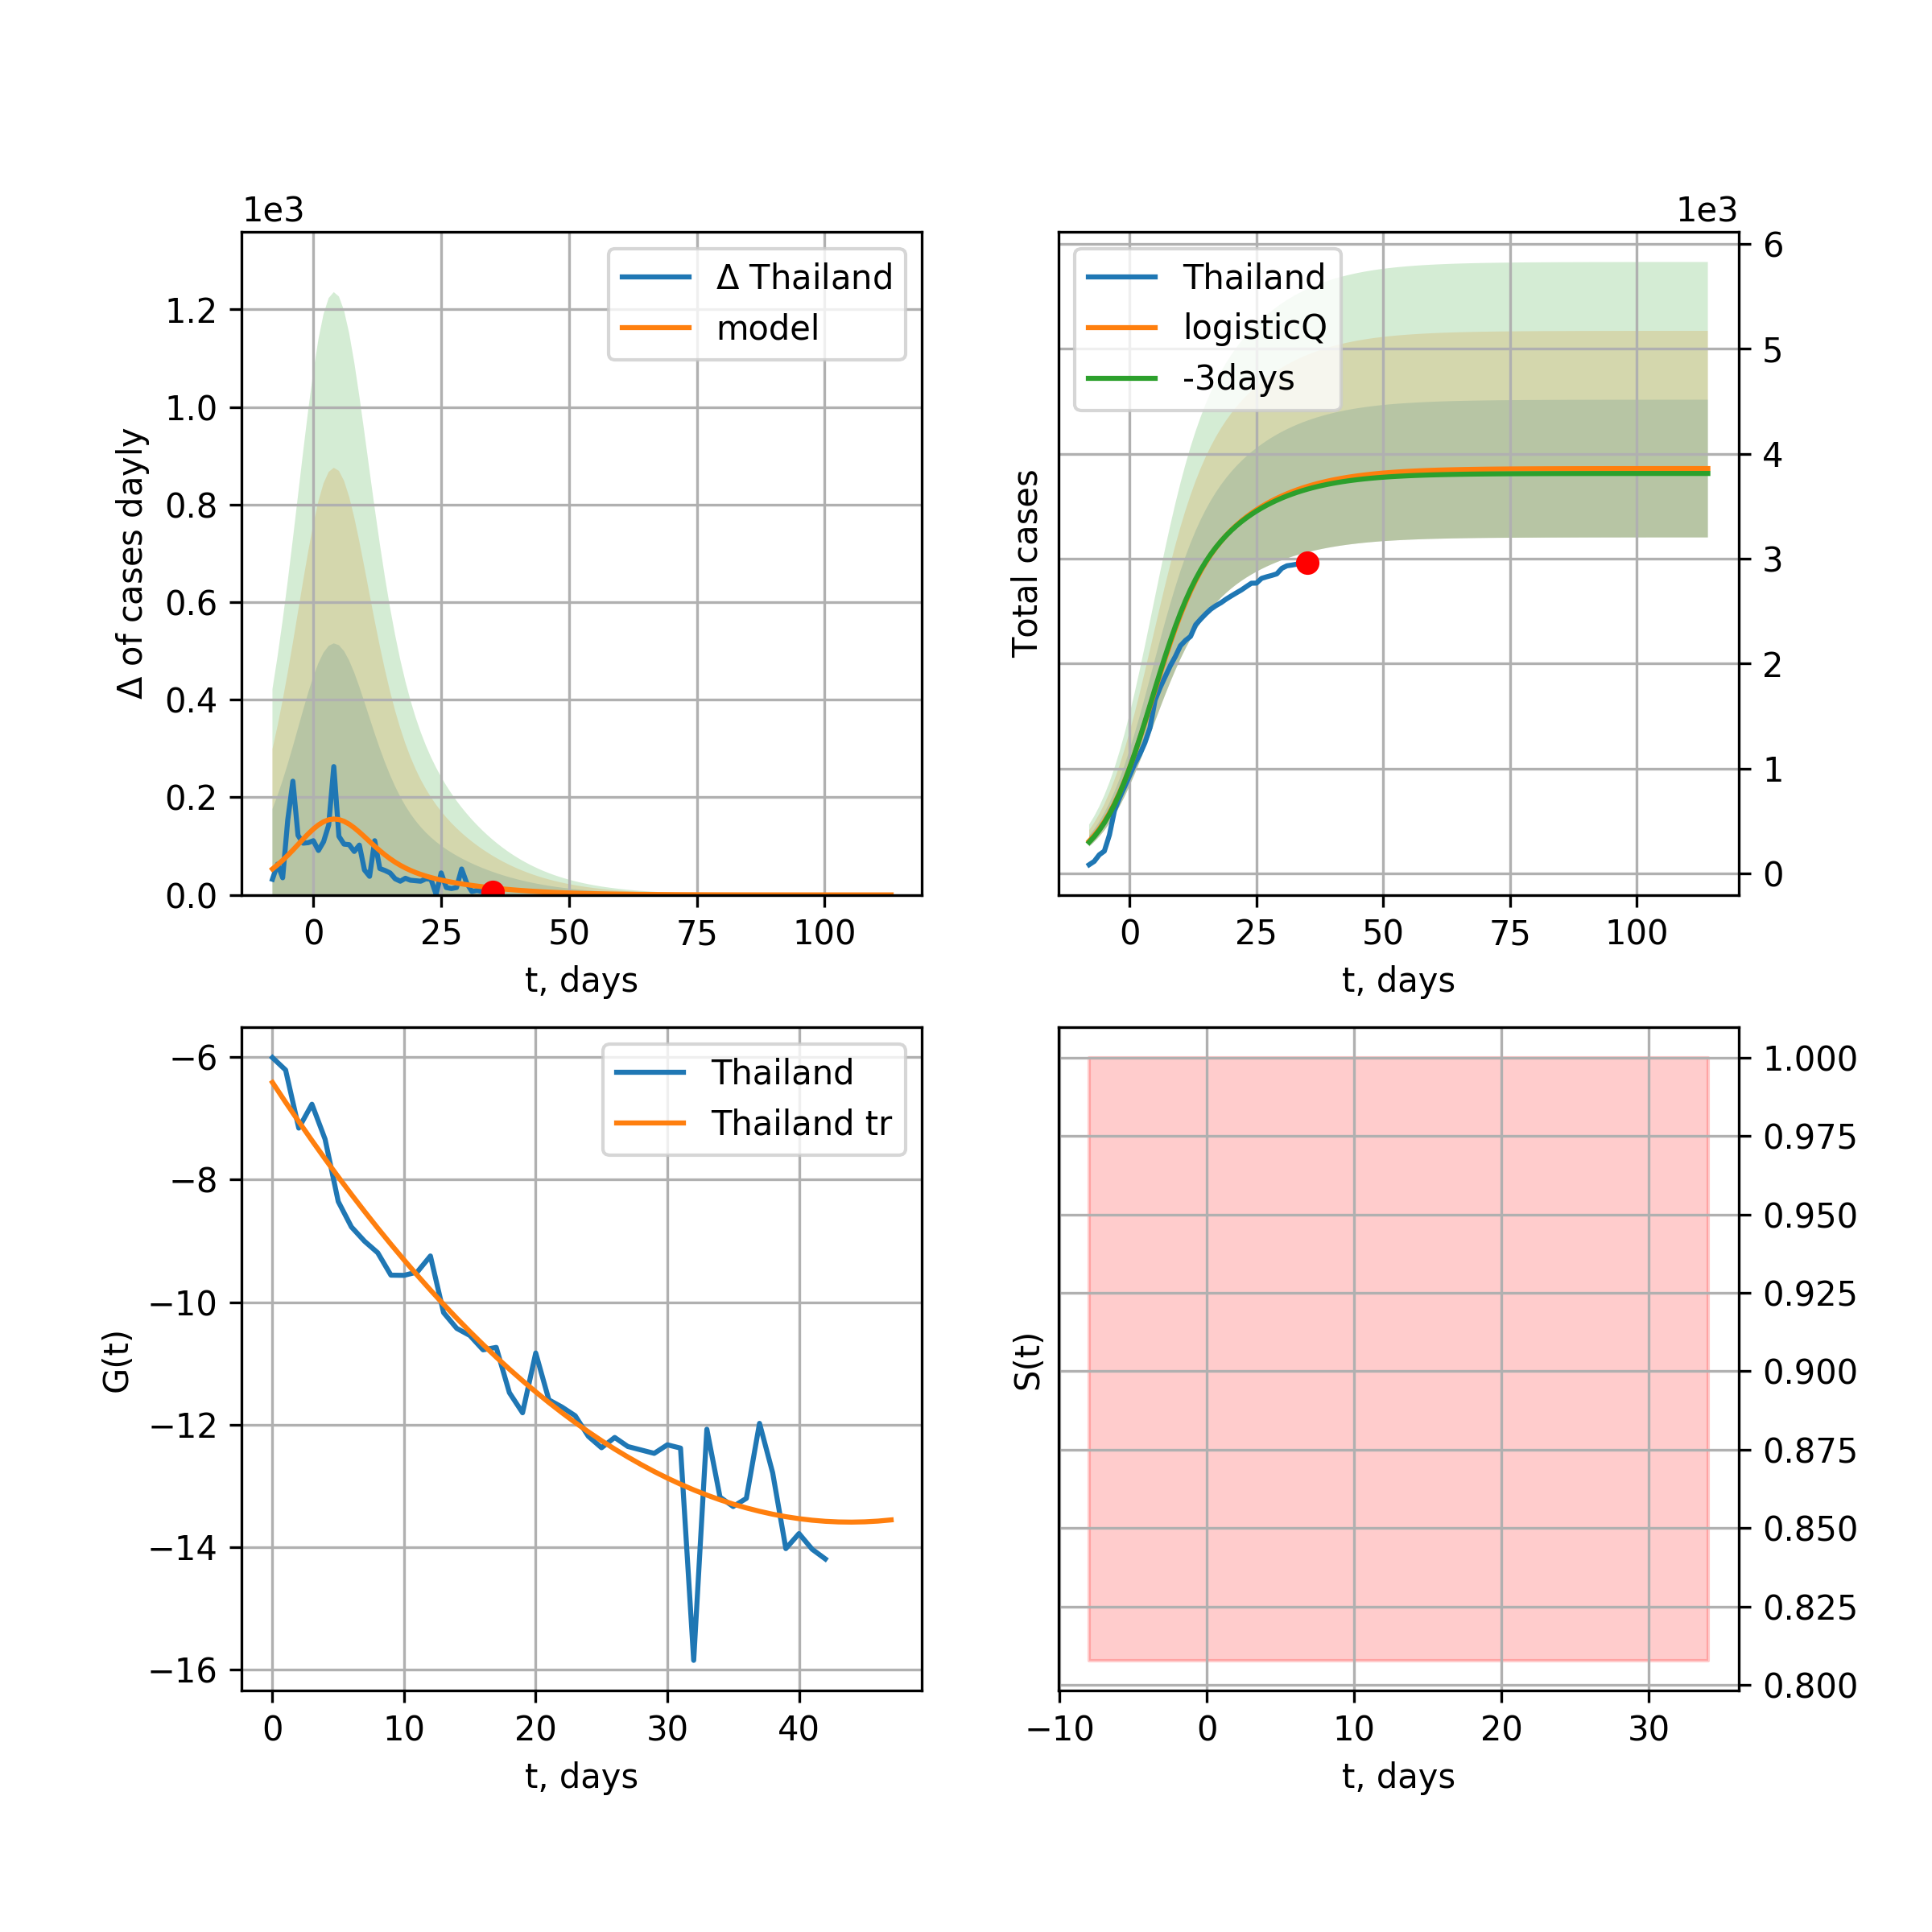 1e3
Δ of cases dayly
1.2
1.0
0.8
0.6
0.4
0.2
0.0
0 25 50 75 100
t, days
Δ Thailand
model
1e3
Total cases
6
5
4
3
2
1
0
0 25 50 75 100
t, days
Thailand
logisticQ
-3days
G(t)
−6
−8
−10
−12
−14
−16
0 10 20 30 40
t, days
Thailand
Thailand tr
S(t)
1.000
0.975
0.950
0.925
0.900
0.875
0.850
0.825
0.800
−10 0 10 20 30
t, days